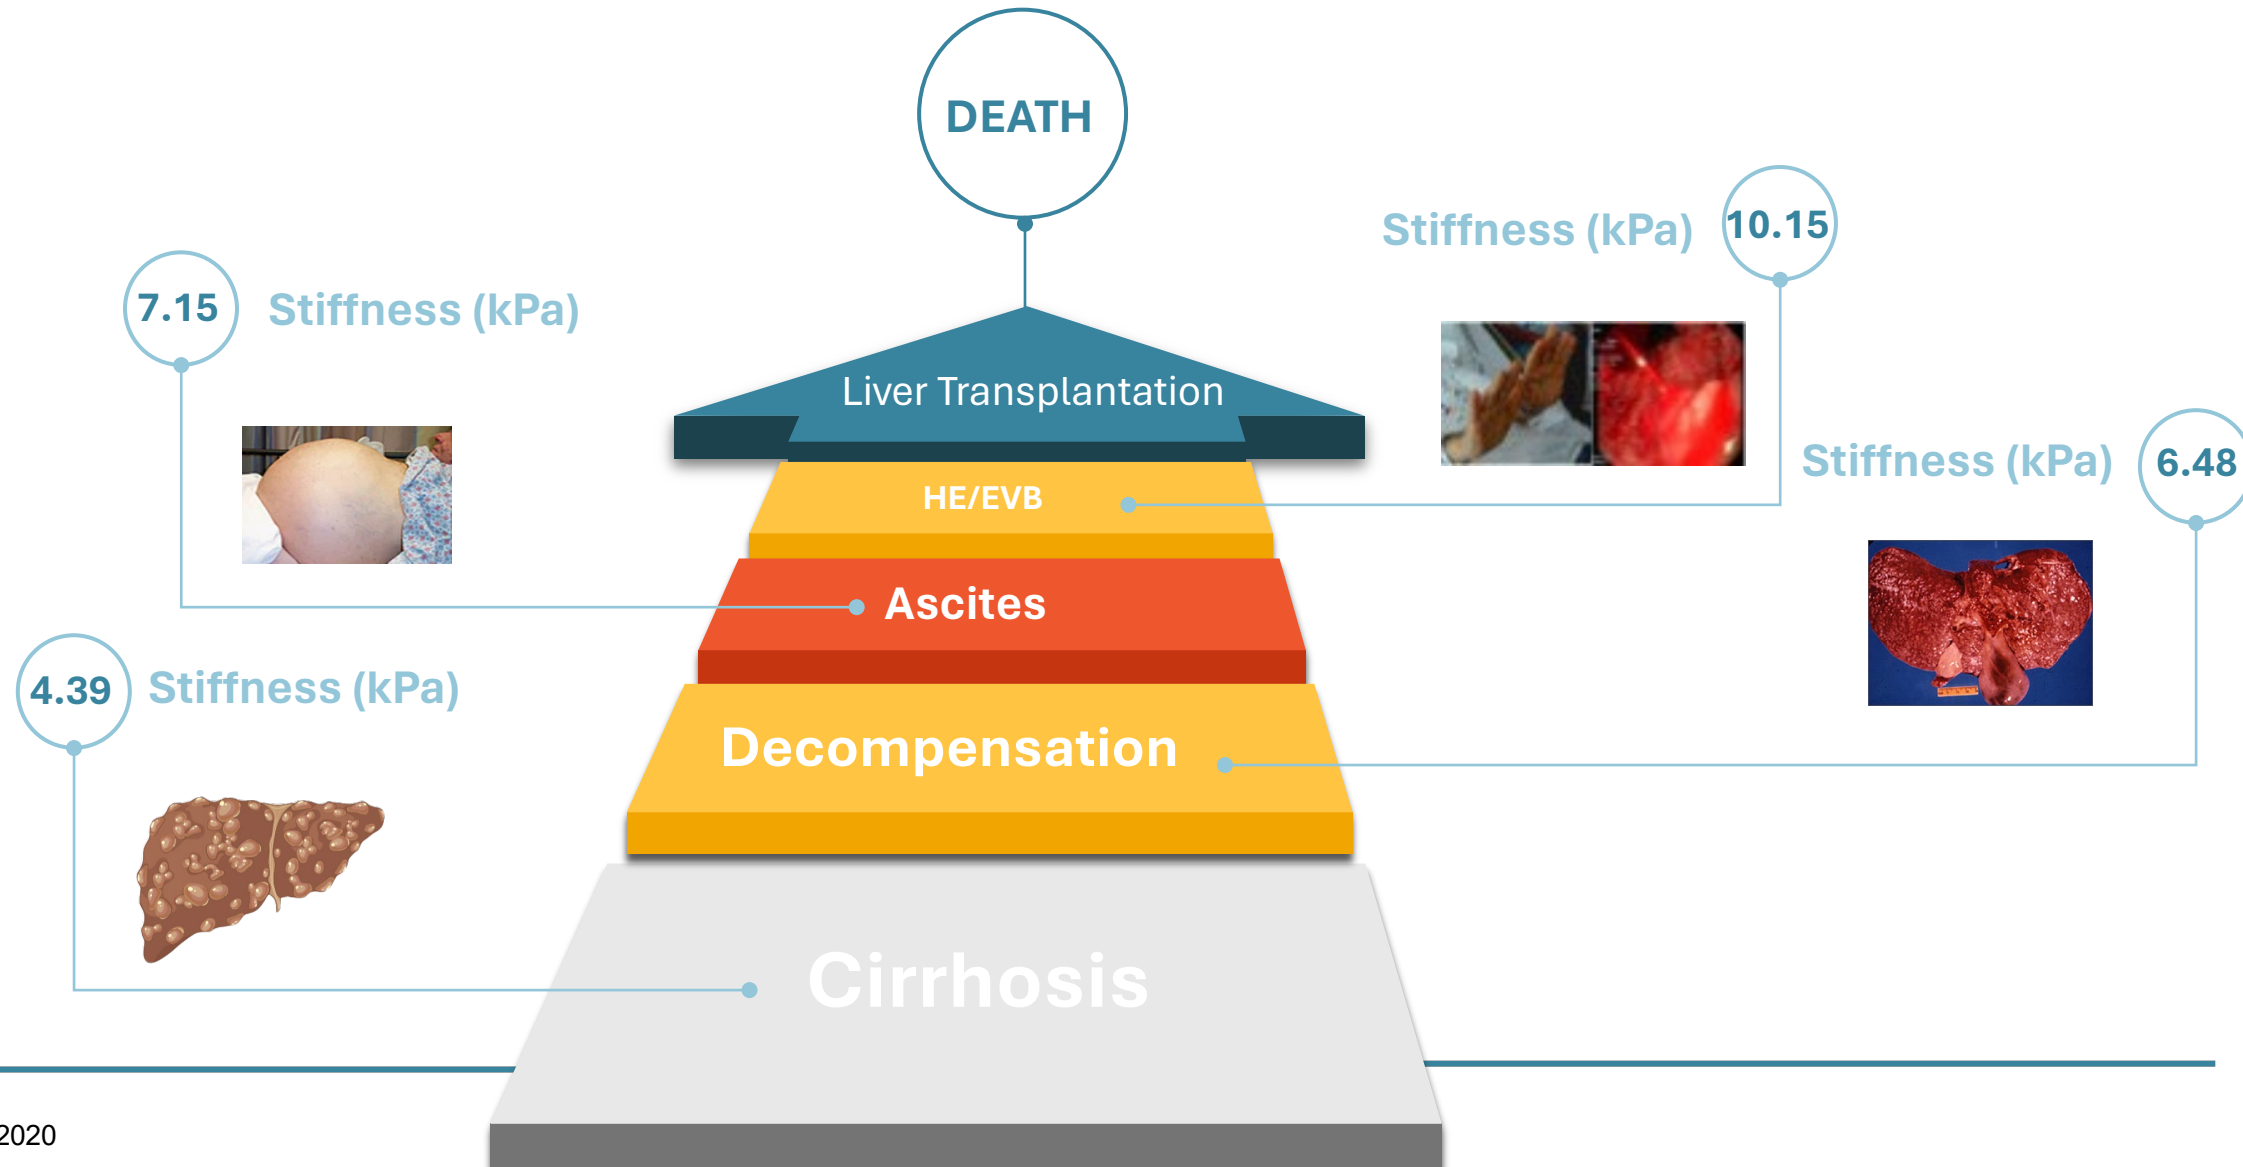 DEATH
Stiffness (kPa) 10.15
7.15 Stiffness (kPa)
Liver Transplantation
Stiffness (kPa) 6.48
HE/EVB
Ascites
4.39 Stiffness (kPa)
Decompensation
Cirrhosis
2020